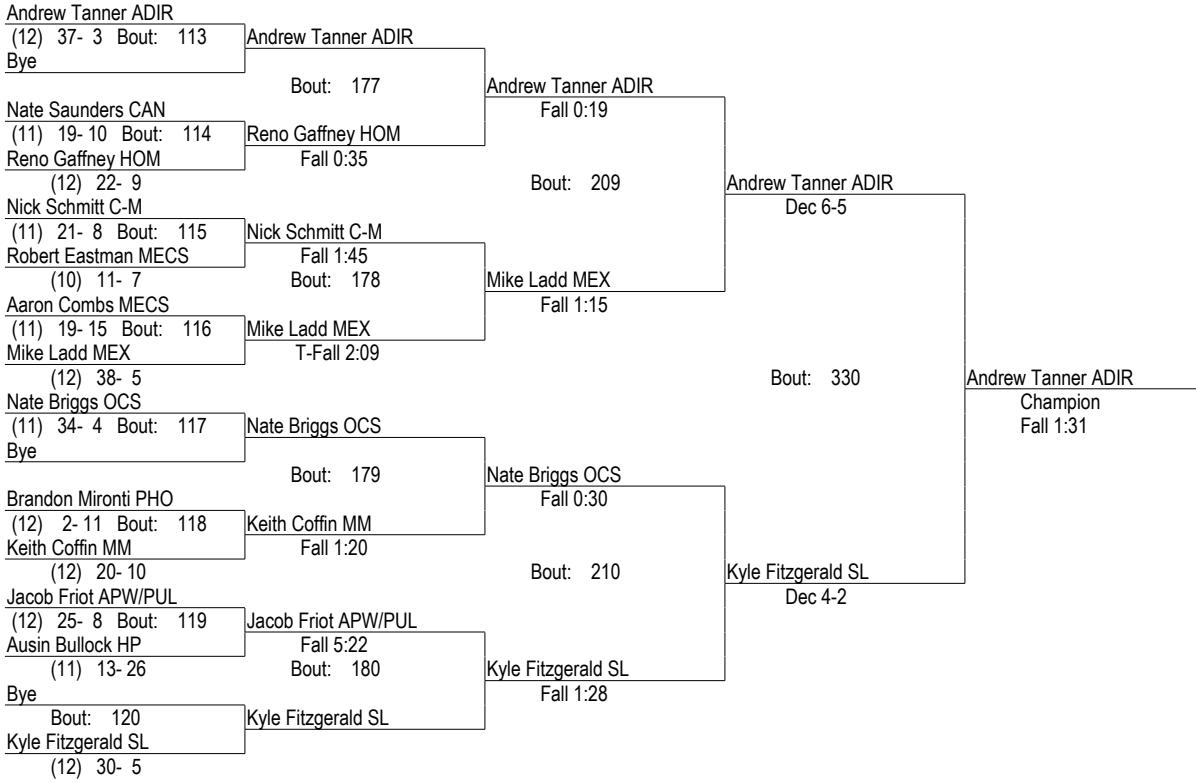 Andrew Tanner ADIR
(12) 37- 3 Bout: 113
Bye
Andrew Tanner ADIR
Bout: 177
Nate Saunders CAN
(11) 19- 10 Bout: 114
Reno Gaffney HOM
(12) 22- 9
Reno Gaffney HOM
Fall 0:35
Andrew Tanner ADIR
Fall 0:19
Bout: 209
Nick Schmitt C-M
(11) 21- 8 Bout: 115
Robert Eastman MECS
(10) 11- 7
Nick Schmitt C-M
Fall 1:45
Bout: 178
Aaron Combs MECS
(11) 19- 15 Bout: 116
Mike Ladd MEX
(12) 38- 5
Mike Ladd MEX
T-Fall 2:09
Mike Ladd MEX
Fall 1:15
Andrew Tanner ADIR
Dec 6-5
Bout: 330
Nate Briggs OCS
(11) 34- 4 Bout: 117
Bye
Nate Briggs OCS
Bout: 179
Brandon Mironti PHO
(12) 2- 11 Bout: 118
Keith Coffin MM
(12) 20- 10
Keith Coffin MM
Fall 1:20
Nate Briggs OCS
Fall 0:30
Bout: 210
Jacob Friot APW/PUL
(12) 25- 8 Bout: 119
Ausin Bullock HP
(11) 13- 26
Jacob Friot APW/PUL
Fall 5:22
Bout: 180
Bye
Bout: 120
Kyle Fitzgerald SL
(12) 30- 5
Kyle Fitzgerald SL
Kyle Fitzgerald SL
Fall 1:28
Kyle Fitzgerald SL
Dec 4-2
Andrew Tanner ADIR
Champion
Fall 1:31